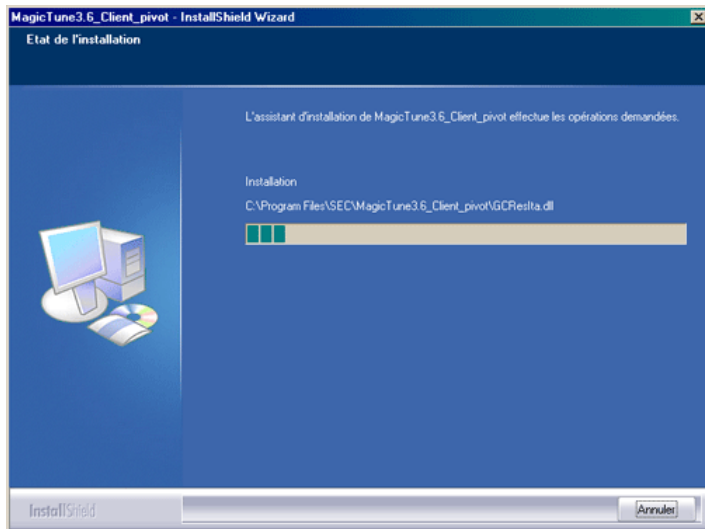 MagicTune3.6_Client_pivot - InstallShield Wizard
Etat de l'installation
L'assistant d'installation de MagicTune3.6_Client_pivot effectue les opérations demandées.
Installation
C:\Program Files\SEC\MagicTune3.6_Client_pivot\GCResIta.dll
InstallShield
Annuler